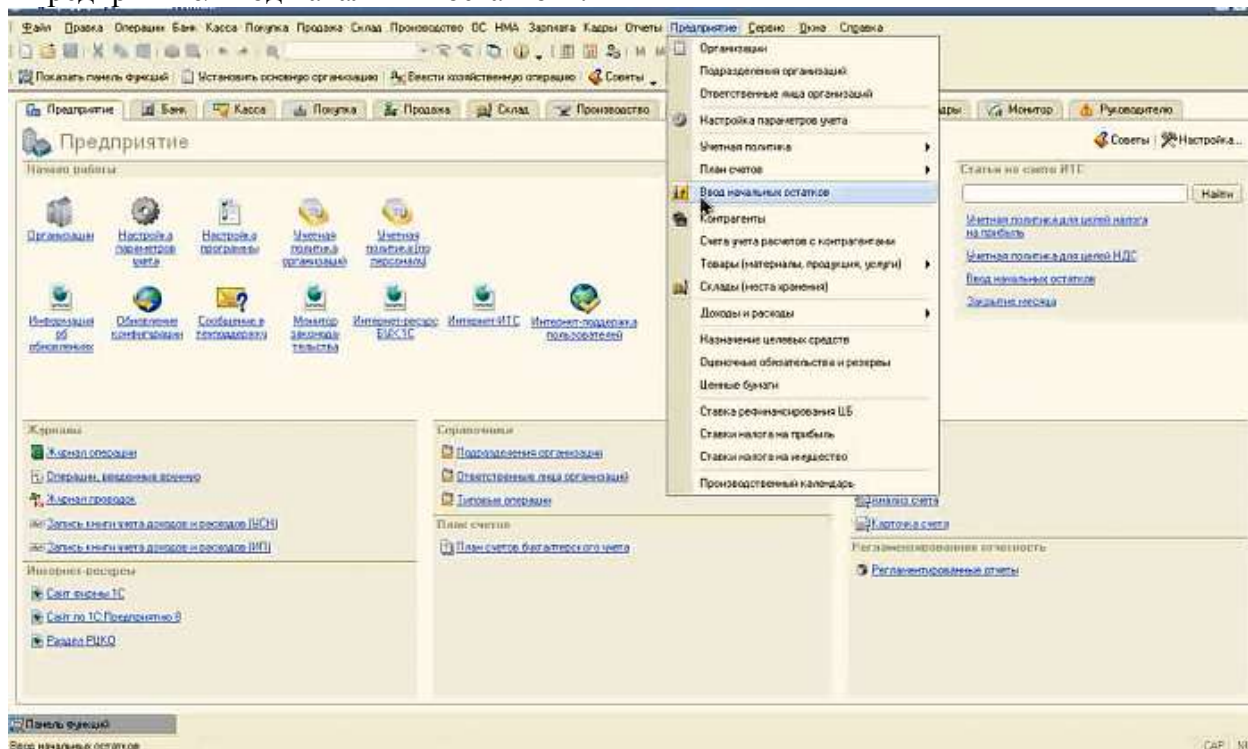 Файл Правка Операции Банк Касса Покупка Продажа Склад Производство ОС НМА Зарплата Кадры Отчеты Предприятие Сервис Окна Справка
Показать панель функций Установить основную организацию Ввести хозяйственную операцию Советы
Предприятие Банк Касса Покупка Продажа Склад Производство Монитор Руководителю
Предприятие
Советы Настройка...
Начало работы
Организации
Настройка параметров учета
Настройка программы
Учетная политика организаций
Учетная политика (по персоналу)
Информация об обновлениях
Обновление конфигурации
Сообщение в техподдержку
Монитор законодательства
Интернет-ресурс БУХ.1С
Интернет-ИТС
Интернет-поддержка пользователей
Организации
Подразделения организаций
Ответственные лица организаций
Настройка параметров учета
Учетная политика
План счетов
Ввод начальных остатков
Контрагенты
Счета учета расчетов с контрагентами
Товары (материалы, продукция, услуги)
Склады (места хранения)
Доходы и расходы
Назначение целевых средств
Оценочные обязательства и резервы
Ценные бумаги
Ставка рефинансирования ЦБ
Ставки налога на прибыль
Ставки налога на имущество
Производственный календарь
Статьи на сайте ИТС
Найти
Учетная политика для целей налога
на прибыль
Учетная политика для целей НДС
Ввод начальных остатков
Закрытие месяца
Журналы
Журнал операций
Операции, введенные вручную
Журнал проводок
Запись книги учета доходов и расходов (УСН)
Запись книги учета доходов и расходов (ИП)
Интернет-ресурсы
Сайт фирмы 1С
Сайт по 1С:Предприятию 8
Раздел РЦКО
Справочники
Подразделения организаций
Ответственные лица организаций
Типовые операции
План счетов
План счетов бухгалтерского учета
Анализ счета
Карточка счета
Регламентированная отчетность
Регламентированные отчеты
Панель функций
Ввод начальных остатков
CAP